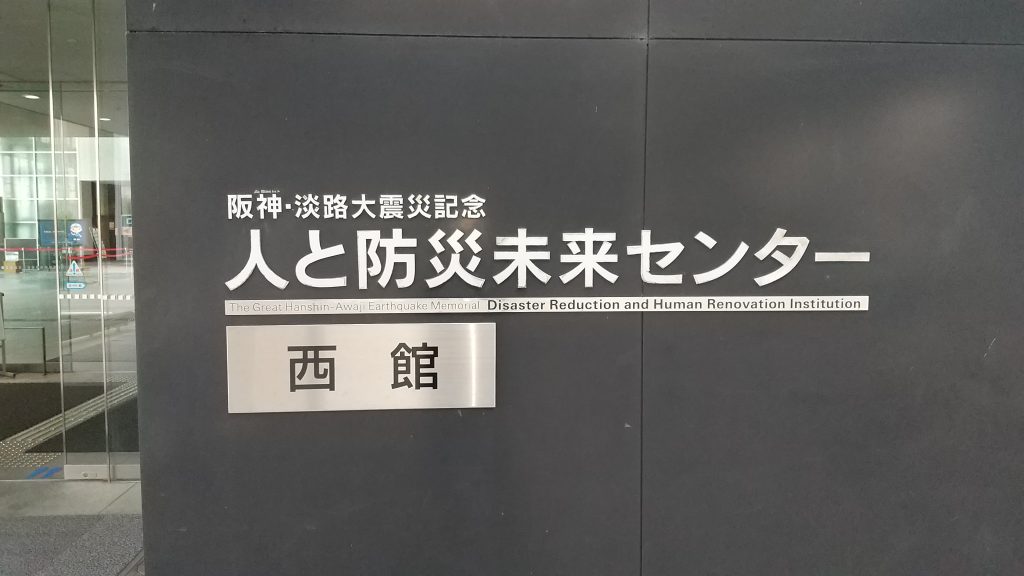 阪神・淡路大震災記念
人と防災未来センター
The Great Hanshin-Awaji Earthquake Memorial Disaster Reduction and Human Renovation Institution
西 館